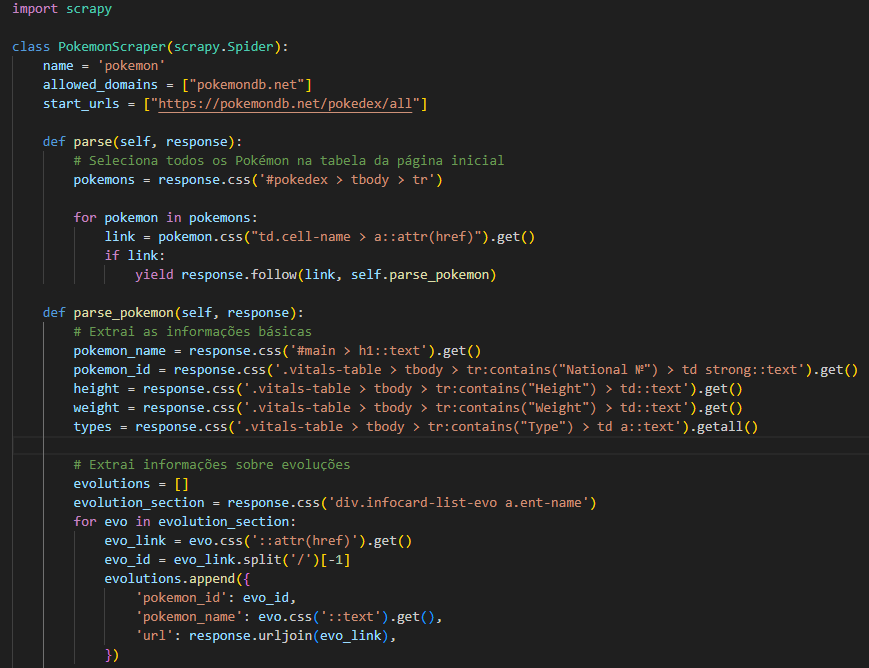 import scrapy

class PokemonScraper(scrapy.Spider):
    name = 'pokemon'
    allowed_domains = ["pokemondb.net"]
    start_urls = ["https://pokemondb.net/pokedex/all"]

    def parse(self, response):
        # Seleciona todos os Pokémon na tabela da página inicial
        pokemons = response.css('#pokedex > tbody > tr')

        for pokemon in pokemons:
            link = pokemon.css("td.cell-name > a::attr(href)").get()
            if link:
                yield response.follow(link, self.parse_pokemon)

    def parse_pokemon(self, response):
        # Extrai as informações básicas
        pokemon_name = response.css('#main > h1::text').get()
        pokemon_id = response.css('.vitals-table > tbody > tr:contains("National №") > td strong::text').get()
        height = response.css('.vitals-table > tbody > tr:contains("Height") > td::text').get()
        weight = response.css('.vitals-table > tbody > tr:contains("Weight") > td::text').get()
        types = response.css('.vitals-table > tbody > tr:contains("Type") > td a::text').getall()

        # Extrai informações sobre evoluções
        evolutions = []
        evolution_section = response.css('div.infocard-list-evo a.ent-name')
        for evo in evolution_section:
            evo_link = evo.css('::attr(href)').get()
            evo_id = evo_link.split('/')[-1]
            evolutions.append({
                'pokemon_id': evo_id,
                'pokemon_name': evo.css('::text').get(),
                'url': response.urljoin(evo_link),
            })